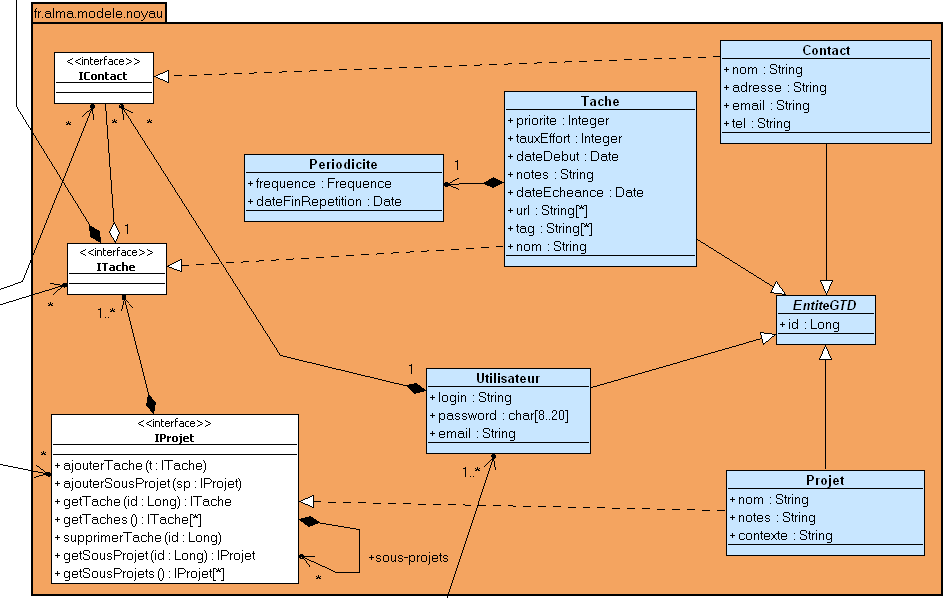 fr.alma.modele.noyau
<<interface>>
IContact
*
*
*
Contact
+ nom : String
+ adresse : String
+ email : String
+ tel : String
Tache
+ priorite : Integer
+ tauxEffort : Integer
+ dateDebut : Date
+ notes : String
+ dateEcheance : Date
+ url : String[*]
+ tag : String[*]
+ nom : String
1
Periodicite
+ frequence : Frequence
+ dateFinRepetition : Date
1
<<interface>>
ITache
*
1..*
EntiteGTD
+ id : Long
1
Utilisateur
+ login : String
+ password : char[8..20]
+ email : String
1..*
<<interface>>
IProjet
*
+ ajouterTache (t : ITache)
+ ajouterSousProjet (sp : IProjet)
+ getTache (id : Long) : ITache
+ getTaches () : ITache[*]
+ supprimerTache (id : Long)
+ getSousProjet (id : Long) : IProjet
+ getSousProjets () : IProjet[*]
+sous-projets
*
Projet
+ nom : String
+ notes : String
+ contexte : String